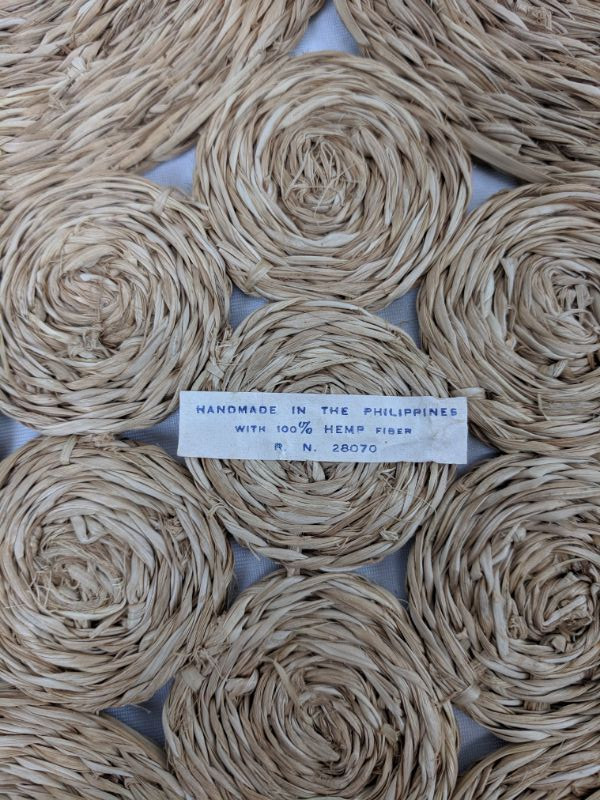 HANDMADE IN THE PHILIPPINES
WITH 100% HEMP FIBER
R. N. 28070